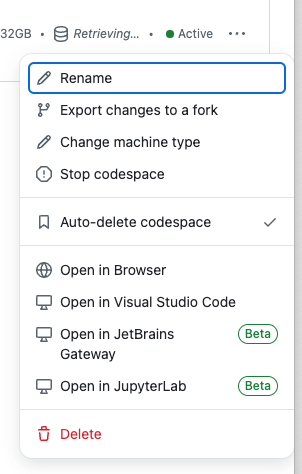 32GB • Retrieving... • Active
Rename
Export changes to a fork
Change machine type
Stop codespace
Auto-delete codespace
Open in Browser
Open in Visual Studio Code
Open in JetBrains Beta
Gateway
Open in JupyterLab Beta
Delete